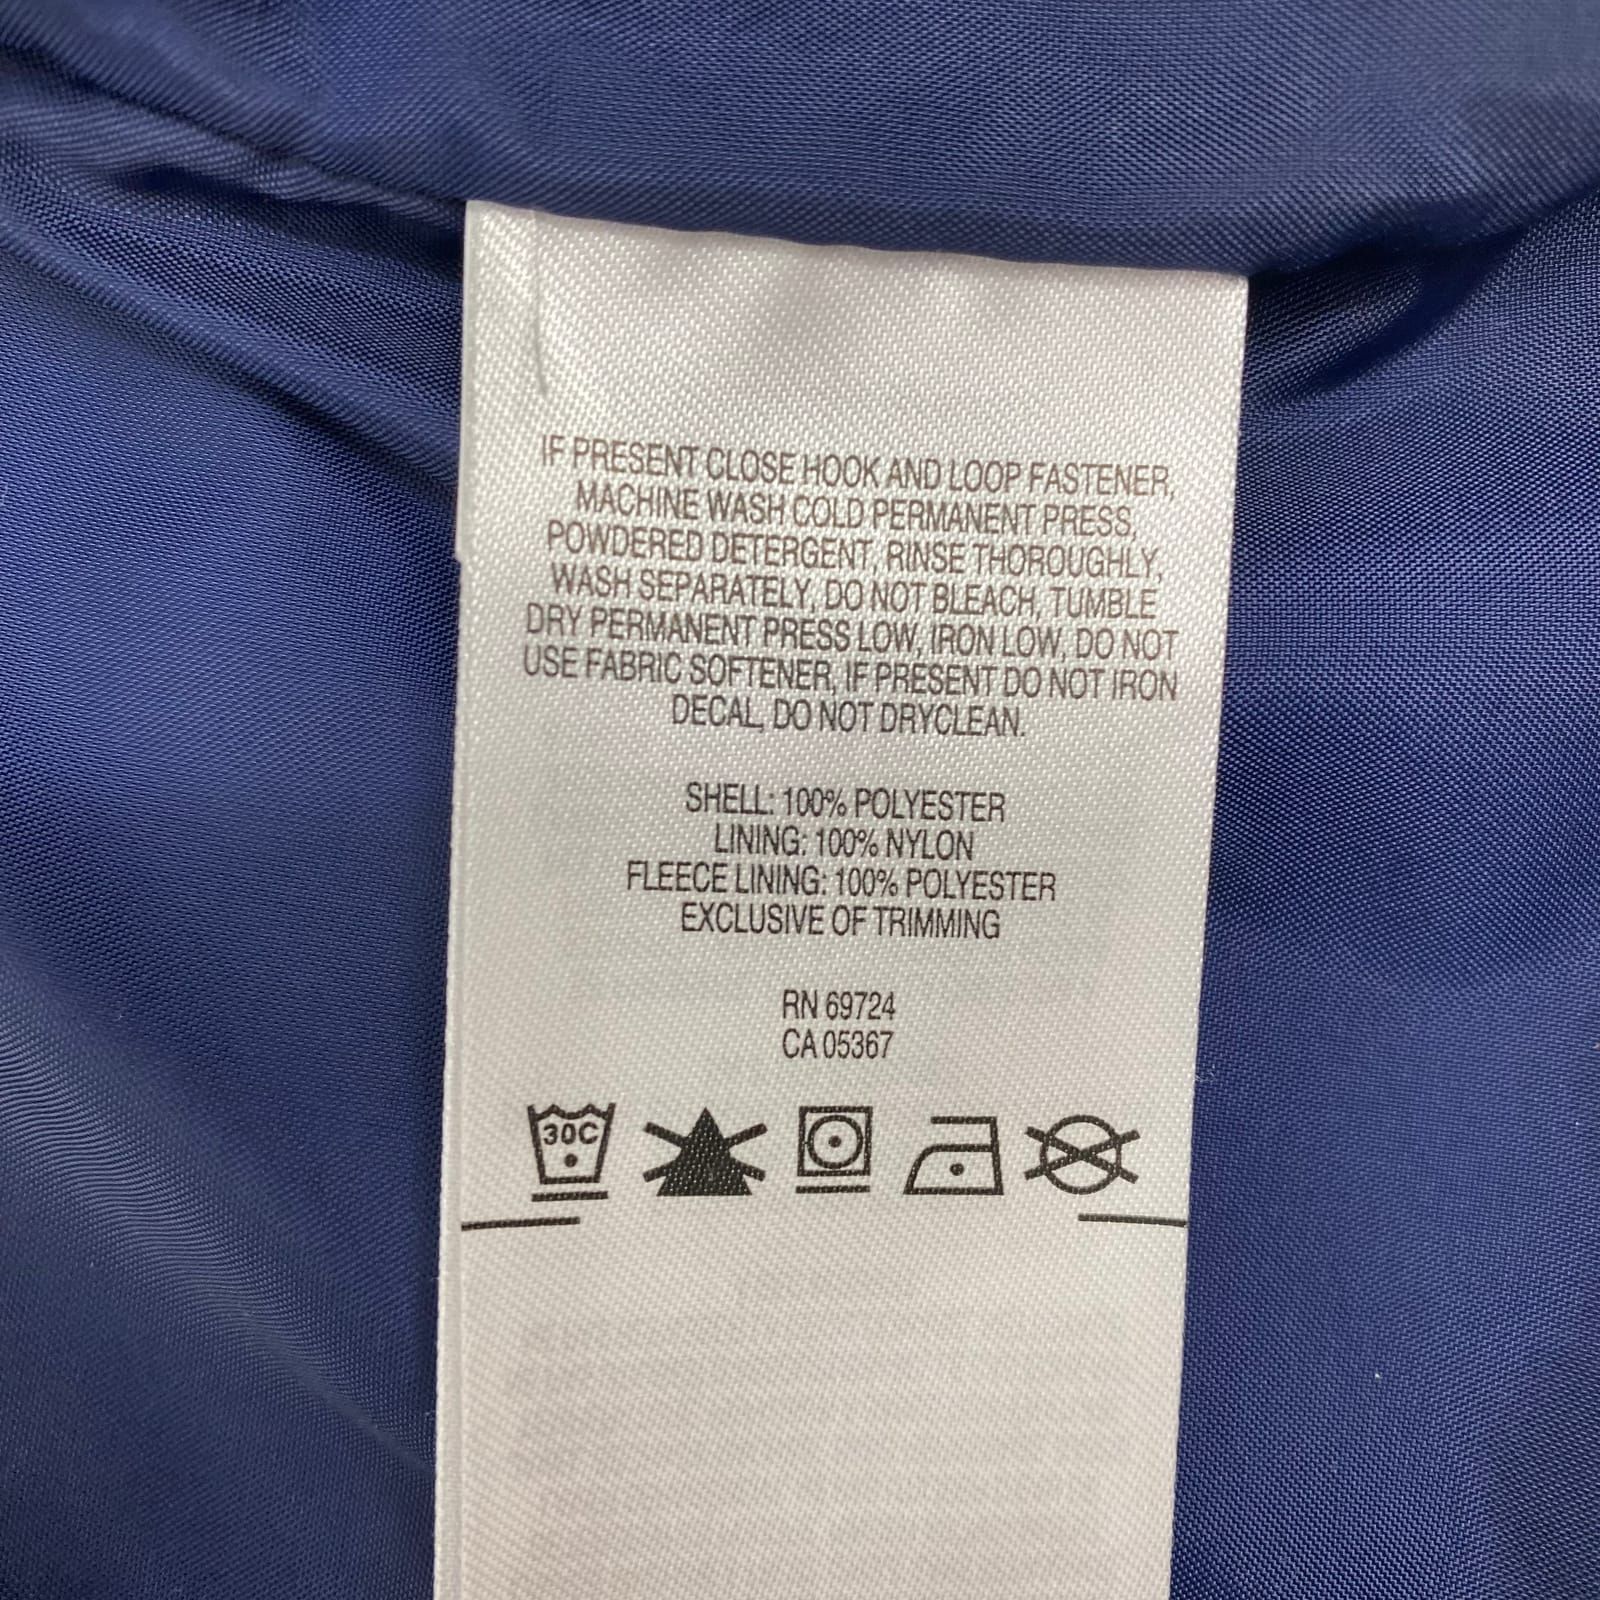 IF PRESENT CLOSE HOOK AND LOOP FASTENER,
MACHINE WASH COLD PERMANENT PRESS,
POWDERED DETERGENT, RINSE THOROUGHLY,
WASH SEPARATELY, DO NOT BLEACH, TUMBLE
DRY PERMANENT PRESS LOW, IRON LOW, DO NOT
USE FABRIC SOFTENER, IF PRESENT DO NOT IRON
DECAL, DO NOT DRYCLEAN.
SHELL: 100% POLYESTER
LINING: 100% NYLON
FLEECE LINING: 100% POLYESTER
EXCLUSIVE OF TRIMMING
RN 69724
CA 05367
30C